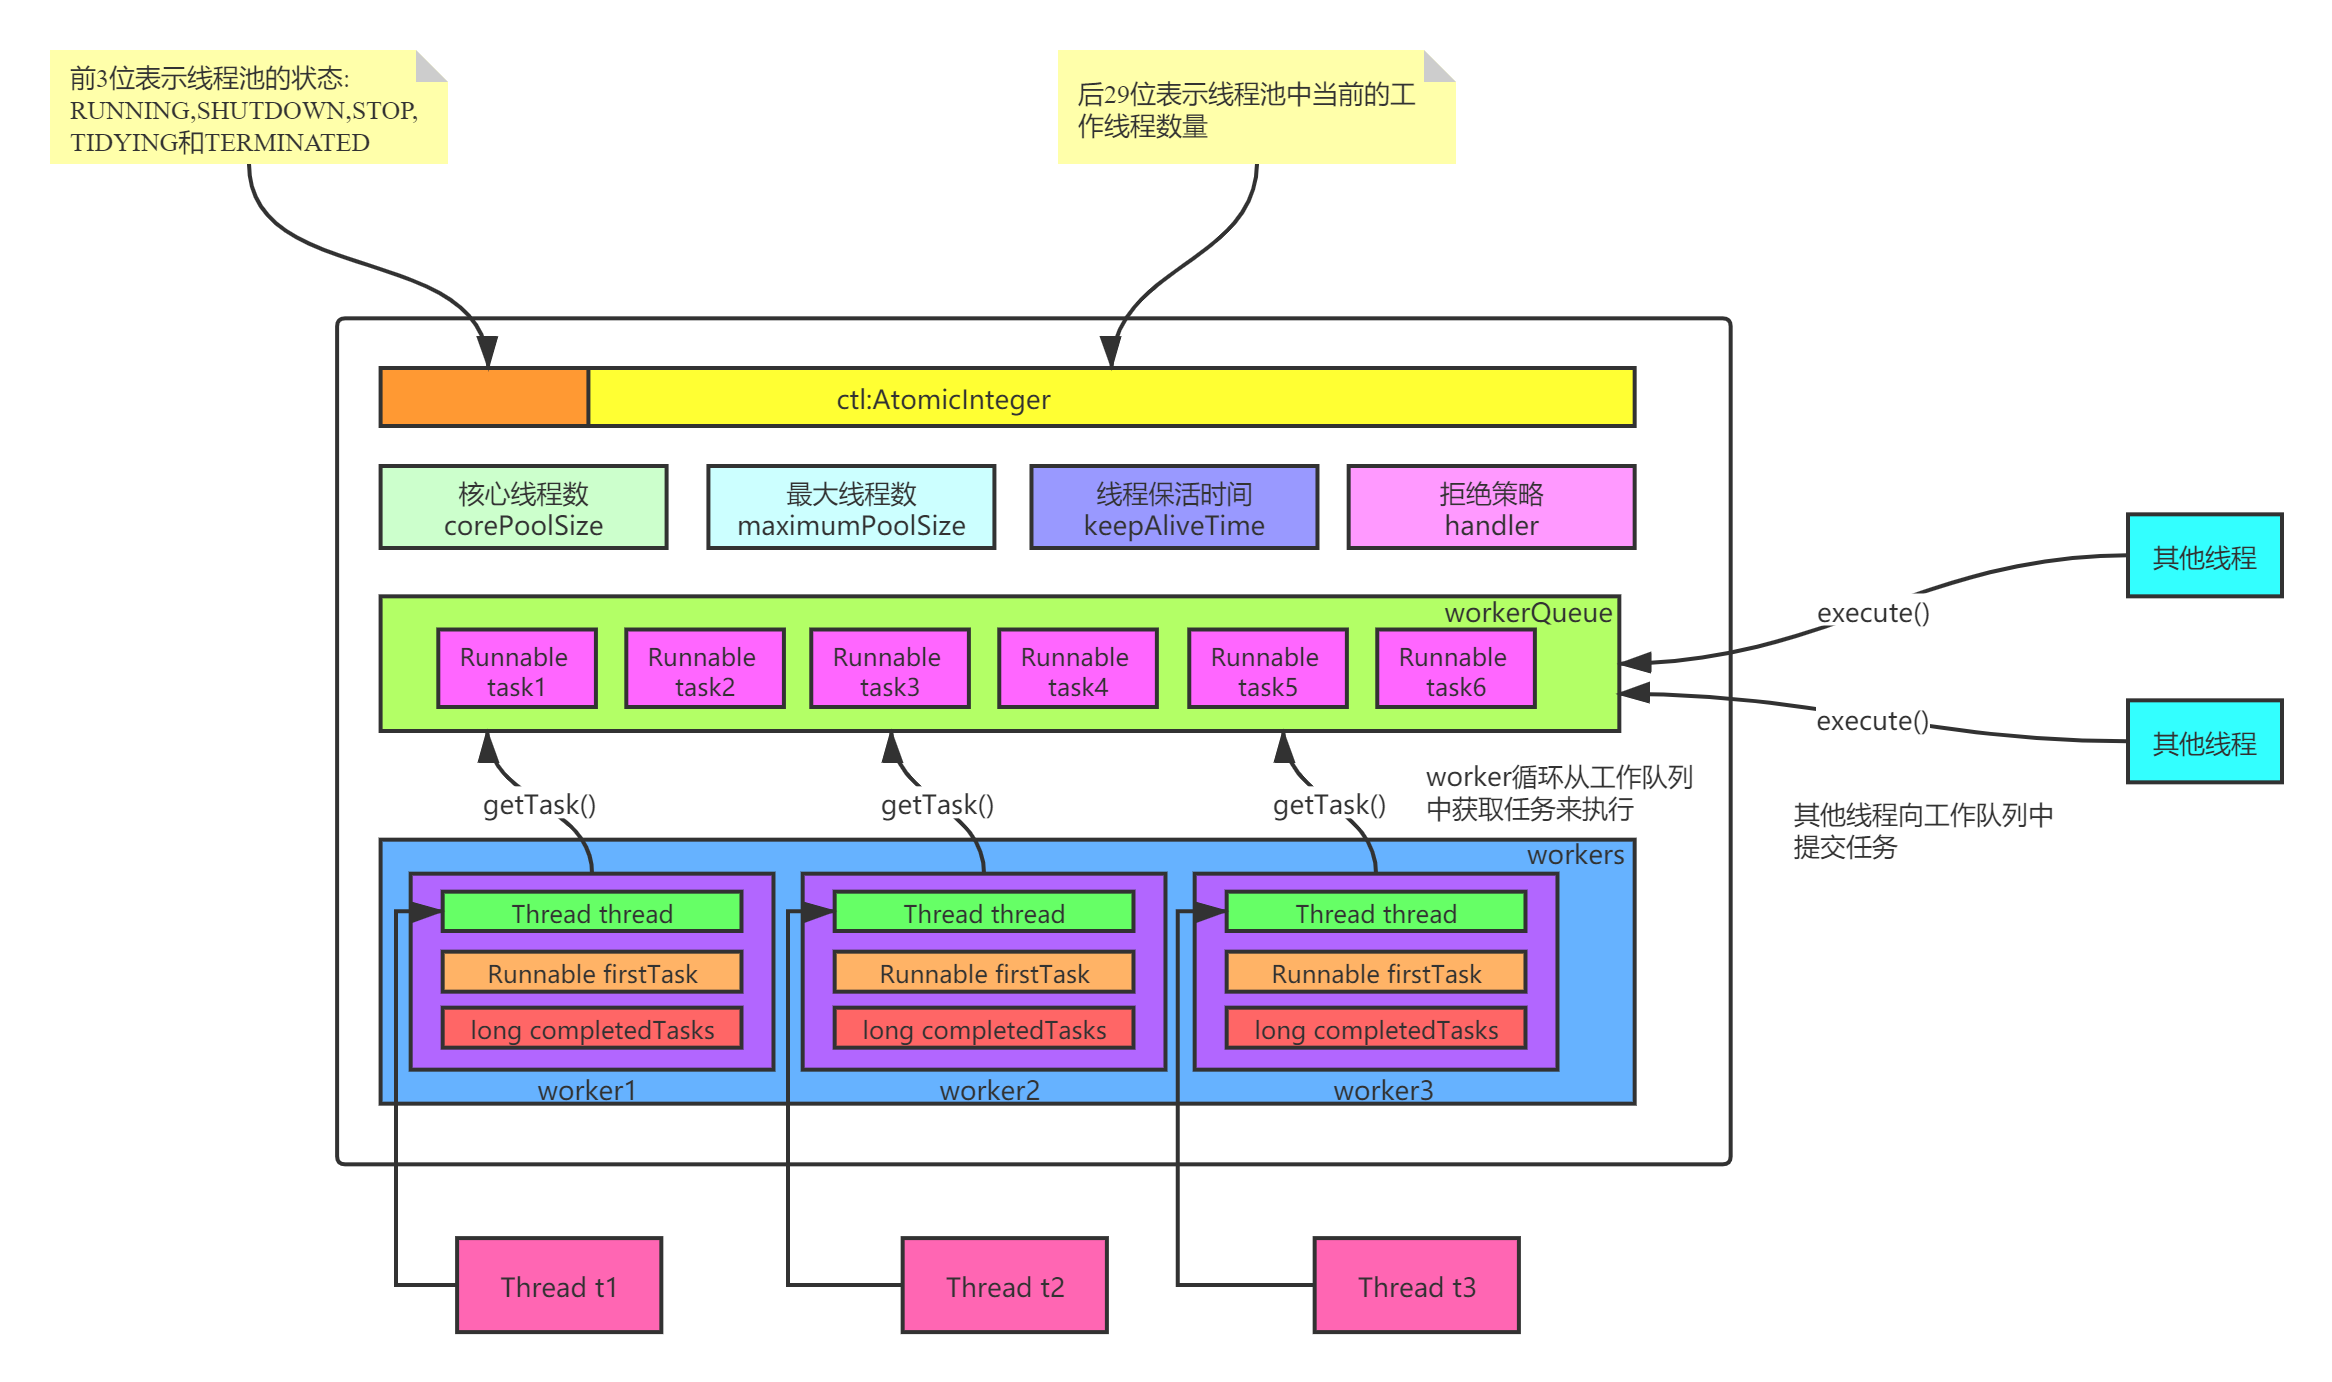 前3位表示线程池的状态:
RUNNING,SHUTDOWN,STOP,
TIDYING和TERMINATED
后29位表示线程池中当前的工
作线程数量
ctl:AtomicInteger
核心线程数
corePoolSize
最大线程数
maximumPoolSize
线程保活时间
keepAliveTime
拒绝策略
handler
workerQueue
Runnable
task1
Runnable
task2
Runnable
task3
Runnable
task4
Runnable
task5
Runnable
task6
execute()
其他线程
execute()
其他线程
其他线程向工作队列中
提交任务
getTask()
getTask()
getTask()
worker循环从工作队列
中获取任务来执行
workers
Thread thread
Runnable firstTask
long completedTasks
worker1
Thread thread
Runnable firstTask
long completedTasks
worker2
Thread thread
Runnable firstTask
long completedTasks
worker3
Thread t1
Thread t2
Thread t3